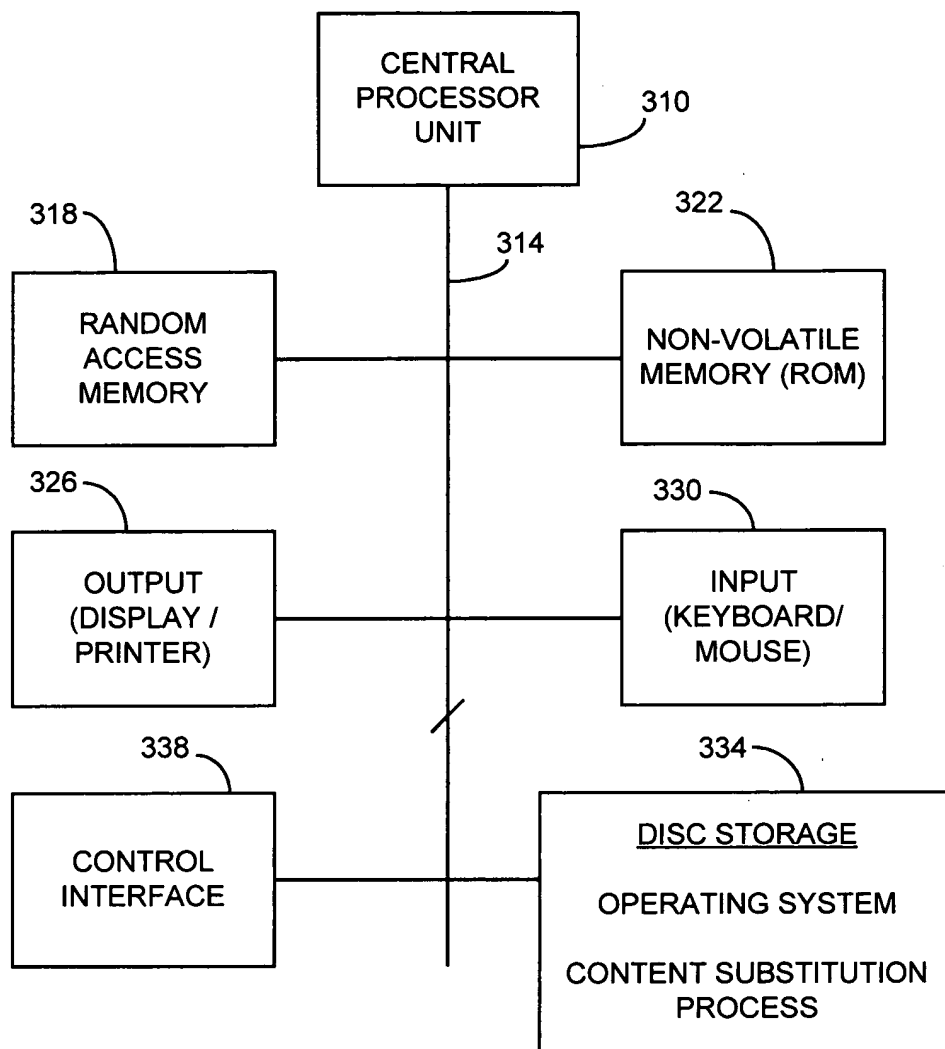 CENTRAL
PROCESSOR
UNIT
310
318
314
322
RANDOM
ACCESS
MEMORY
NON-VOLATILE
MEMORY (ROM)
326
330
OUTPUT
(DISPLAY /
PRINTER)
INPUT
(KEYBOARD/
MOUSE)
338
334
CONTROL
INTERFACE
DISC STORAGE
OPERATING SYSTEM
CONTENT SUBSTITUTION
PROCESS